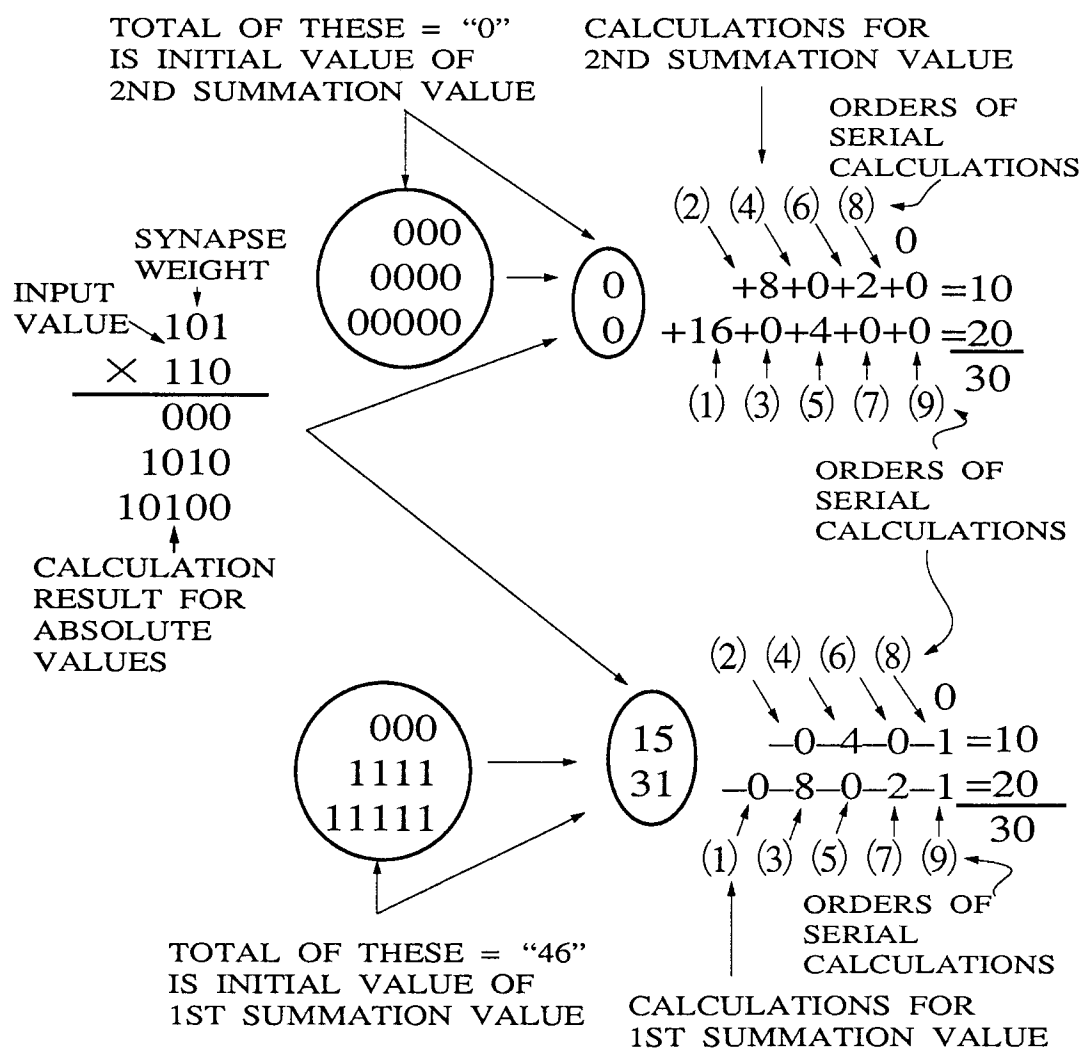 TOTAL OF THESE = “0”
IS INITIAL VALUE OF
2ND SUMMATION VALUE
CALCULATIONS FOR
2ND SUMMATION VALUE
ORDERS OF
SERIAL
CALCULATIONS
(2) (4) (6) (8)
0
000
0000
00000
0
0
+8+0+2+0 =10
+16+0+4+0+0 =20
30
(1) (3) (5) (7) (9)
SYNAPSE
WEIGHT
INPUT
VALUE
101
× 110
000
1010
10100
CALCULATION
RESULT FOR
ABSOLUTE
VALUES
ORDERS OF
SERIAL
CALCULATIONS
(2) (4) (6) (8)
0
000
1111
11111
15
31
–0–4–0–1 =10
–0–8–0–2–1 =20
30
(1) (3) (5) (7) (9)
ORDERS OF
SERIAL
CALCULATIONS
TOTAL OF THESE = “46”
IS INITIAL VALUE OF
1ST SUMMATION VALUE
CALCULATIONS FOR
1ST SUMMATION VALUE